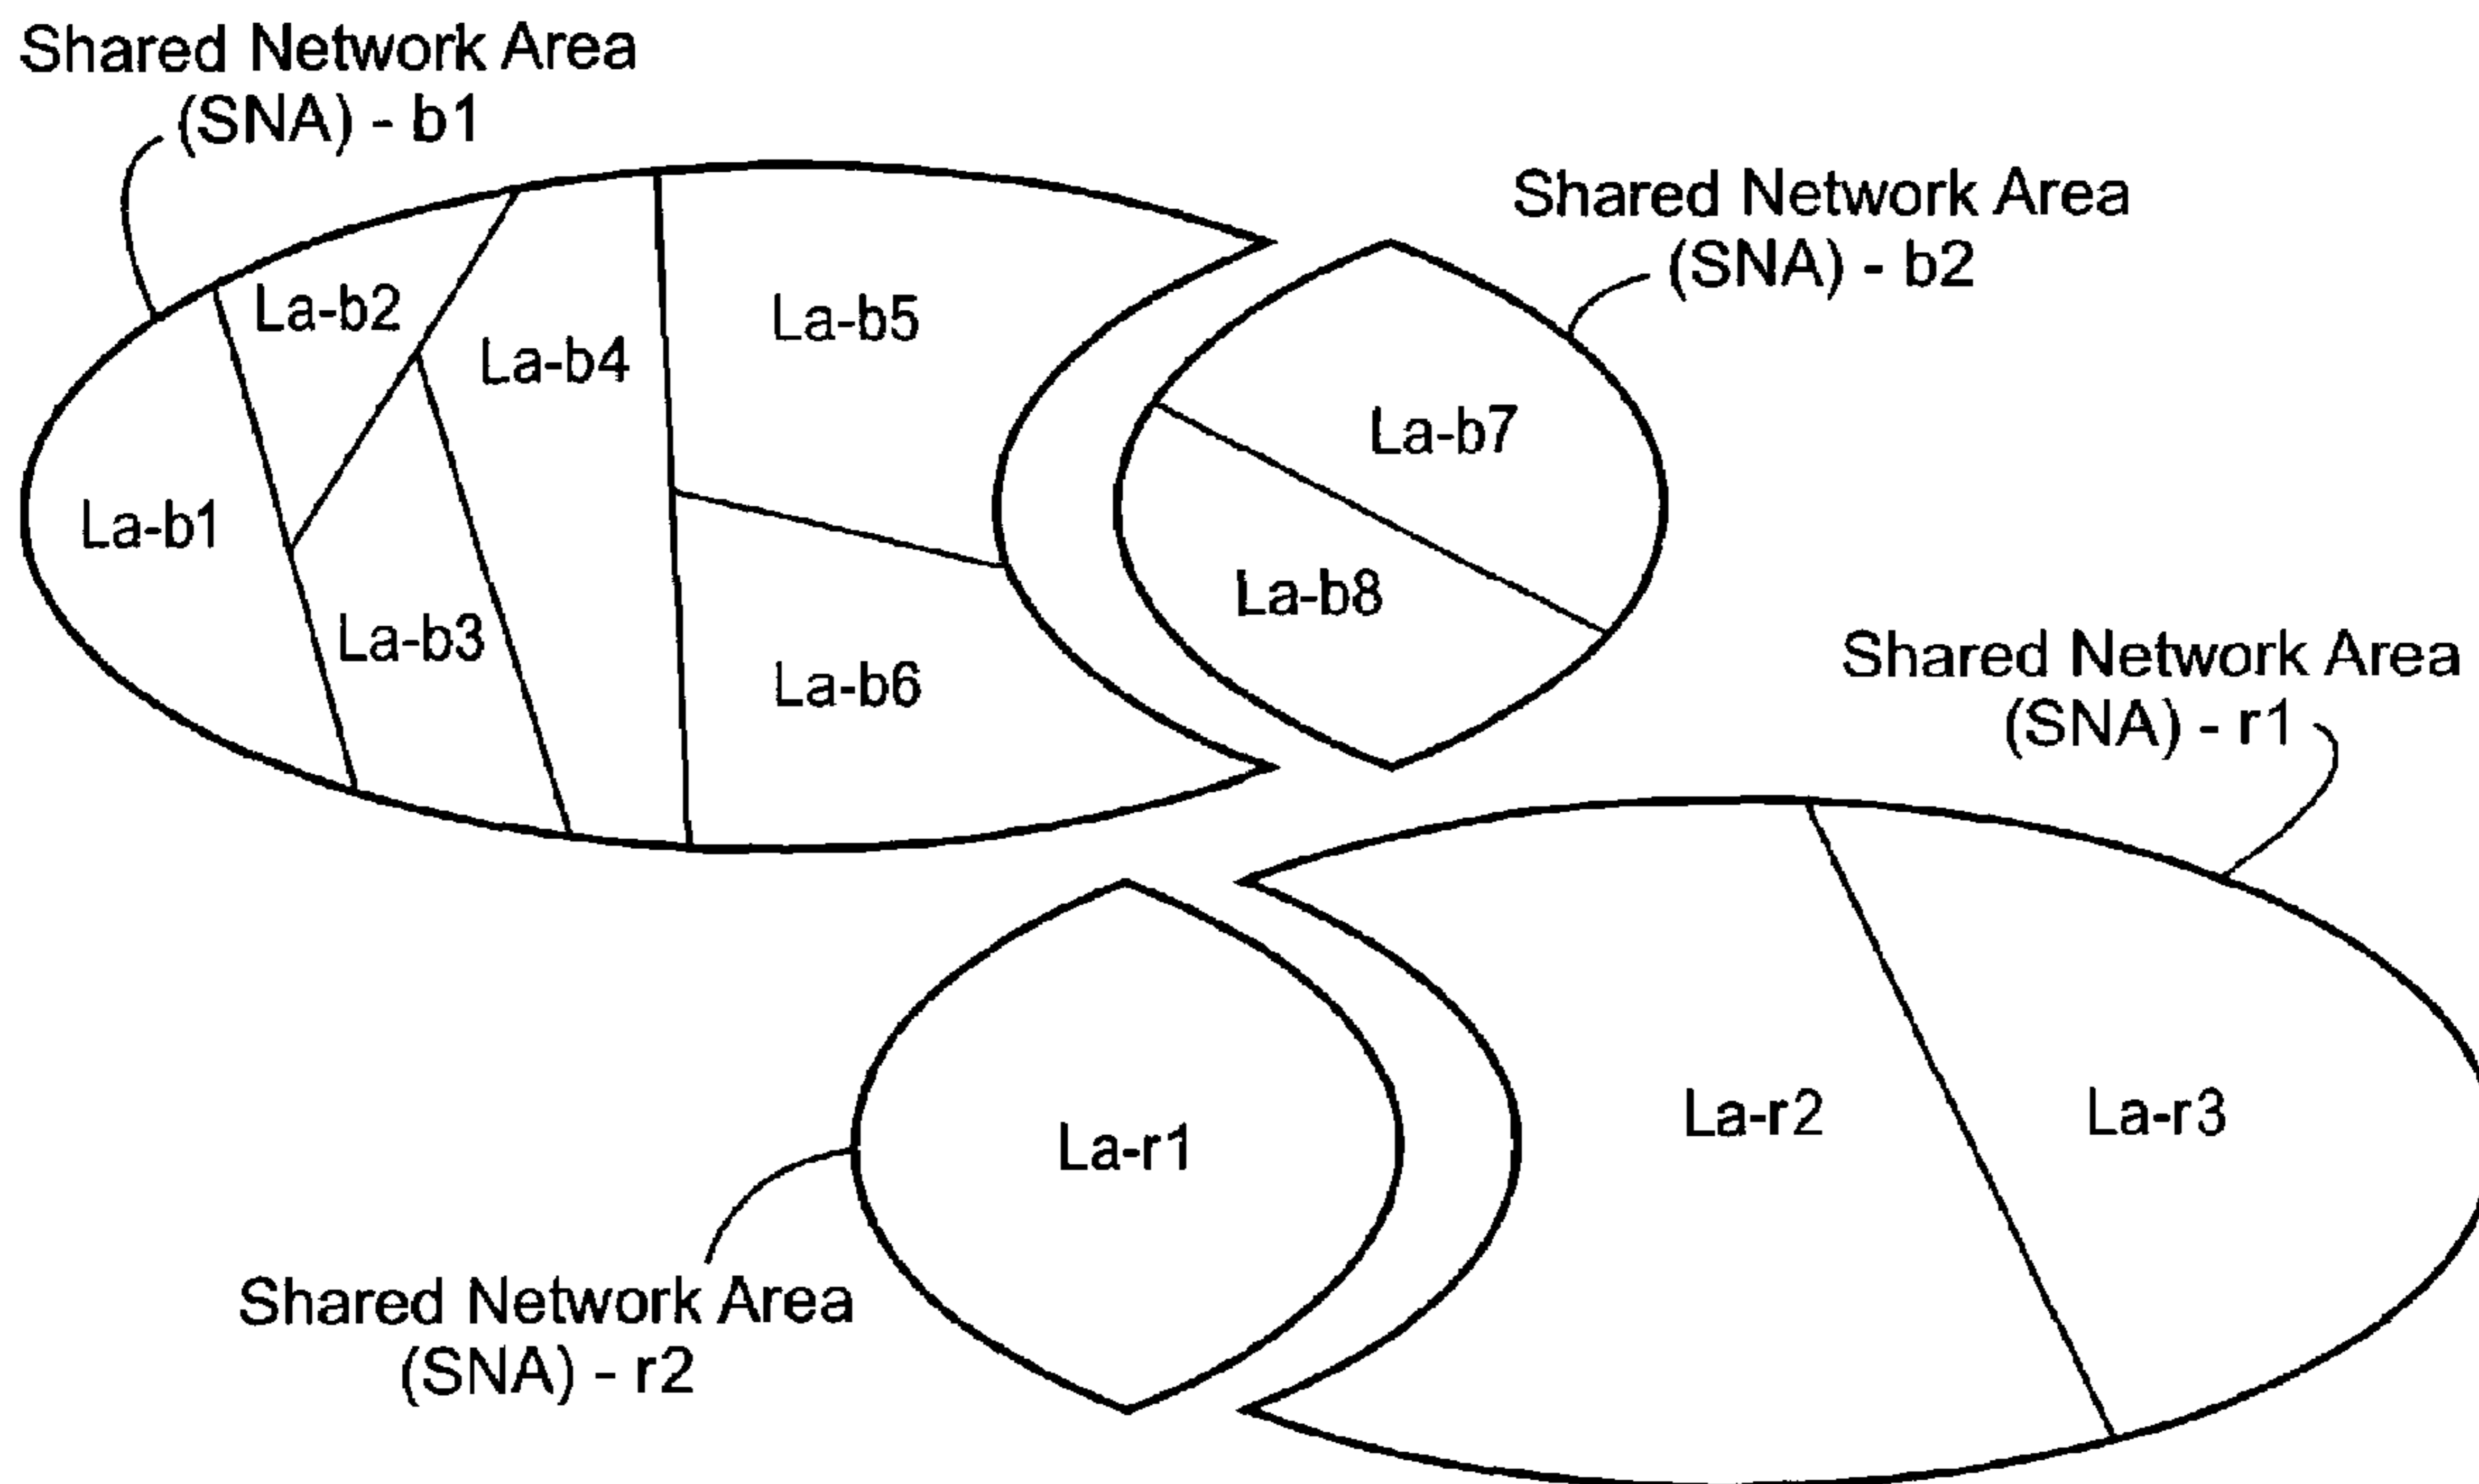 Shared Network Area
(SNA) - b1
Shared Network Area
(SNA) - b2
La-b2
La-b5
La-b4
La-b7
La-b1
La-b8
La-b3
La-b6
Shared Network Area
(SNA) - r1
La-r2
La-r3
La-r1
Shared Network Area
(SNA) - r2